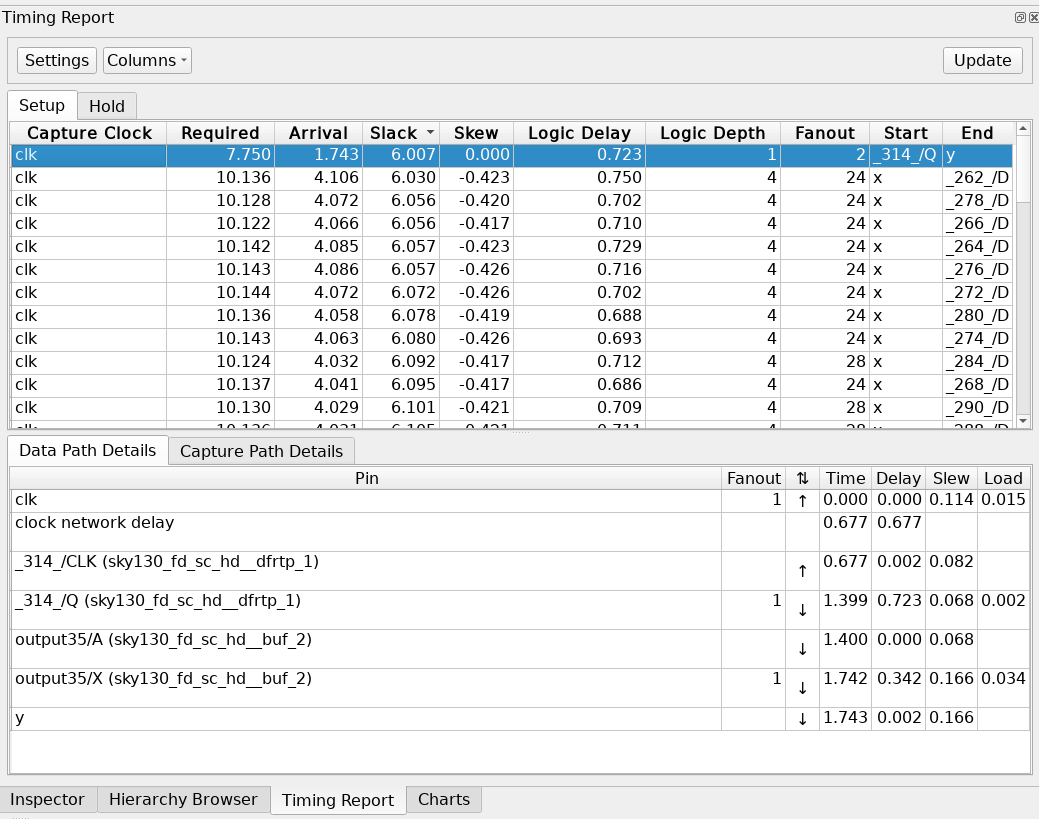 Timing Report
Settings Columns Update
Setup Hold
Capture Clock Required Arrival Slack Skew Logic Delay Logic Depth Fanout Start End
clk 7.750 1.743 6.007 0.000 0.723 1 2 _314_/Q y
clk 10.136 4.106 6.030 -0.423 0.750 4 24 x _262_/D
clk 10.128 4.072 6.056 -0.420 0.702 4 24 x _278_/D
clk 10.122 4.066 6.056 -0.417 0.710 4 24 x _266_/D
clk 10.142 4.085 6.057 -0.423 0.729 4 24 x _264_/D
clk 10.143 4.086 6.057 -0.426 0.716 4 24 x _276_/D
clk 10.144 4.072 6.072 -0.426 0.702 4 24 x _272_/D
clk 10.136 4.058 6.078 -0.419 0.688 4 24 x _280_/D
clk 10.143 4.063 6.080 -0.426 0.693 4 24 x _274_/D
clk 10.124 4.032 6.092 -0.417 0.712 4 28 x _284_/D
clk 10.137 4.041 6.095 -0.417 0.686 4 24 x _268_/D
clk 10.130 4.029 6.101 -0.421 0.709 4 28 x _290_/D
Data Path Details Capture Path Details
Pin Fanout ⇅ Time Delay Slew Load
clk 1 ↑ 0.000 0.000 0.114 0.015
clock network delay 0.677 0.677
_314_/CLK (sky130_fd_sc_hd__dfrtp_1) ↑ 0.677 0.002 0.082
_314_/Q (sky130_fd_sc_hd__dfrtp_1) 1 ↓ 1.399 0.723 0.068 0.002
output35/A (sky130_fd_sc_hd__buf_2) ↓ 1.400 0.000 0.068
output35/X (sky130_fd_sc_hd__buf_2) 1 ↓ 1.742 0.342 0.166 0.034
y ↓ 1.743 0.002 0.166
Inspector Hierarchy Browser Timing Report Charts